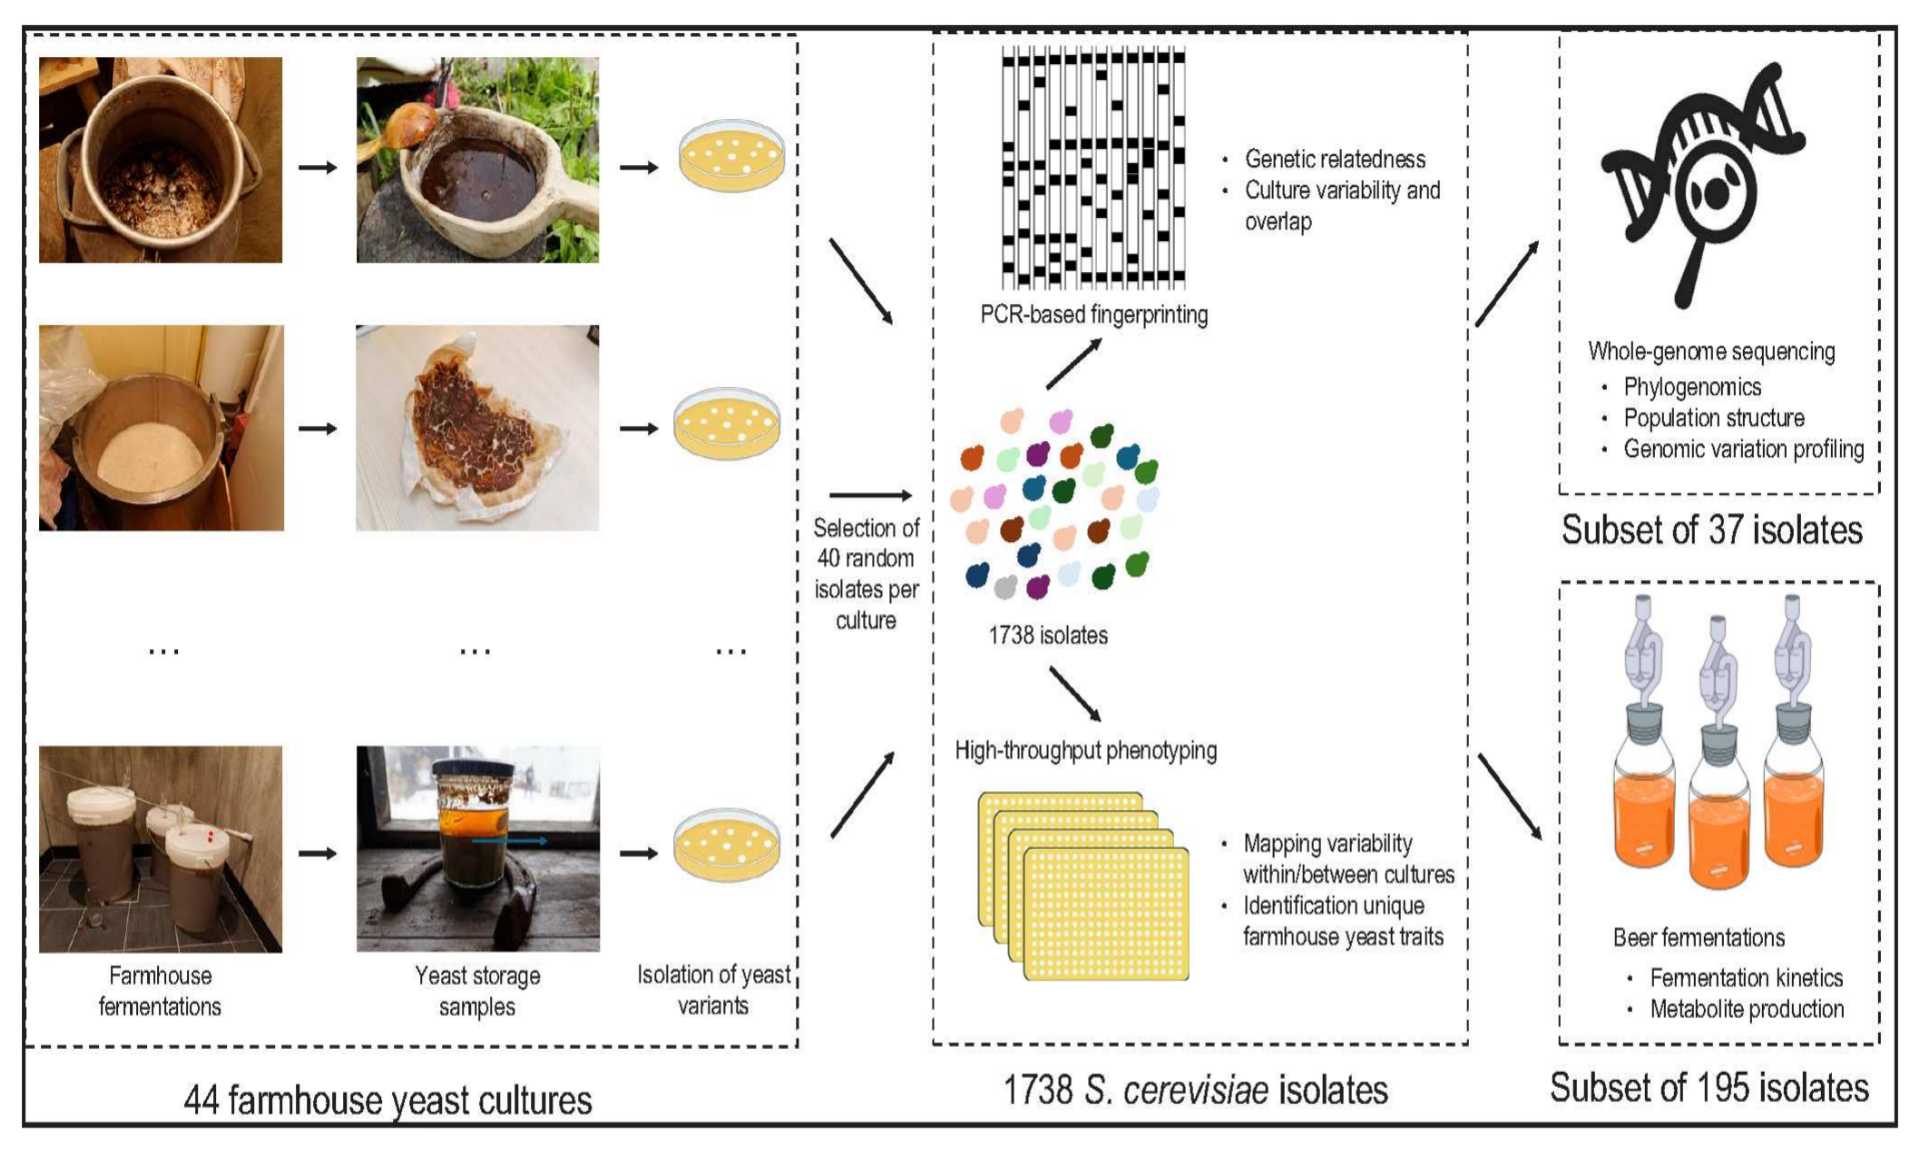 ...
...
...
Farmhouse
fermentations
Yeast storage
samples
Isolation of yeast
variants
44 farmhouse yeast cultures
Selection of
40 random
isolates per
culture
PCR-based fingerprinting
• Genetic relatedness
• Culture variability and
overlap
1738 isolates
High-throughput phenotyping
• Mapping variability
within/between cultures
• Identification unique
farmhouse yeast traits
1738 S. cerevisiae isolates
Whole-genome sequencing
• Phylogenomics
• Population structure
• Genomic variation profiling
Subset of 37 isolates
Beer fermentations
• Fermentation kinetics
• Metabolite production
Subset of 195 isolates